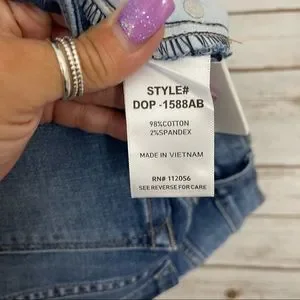 STYLE#
DOP -1588AB
98%COTTON
2%SPANDEX
MADE IN VIETNAM
RN# 112056
SEE REVERSE FOR CARE